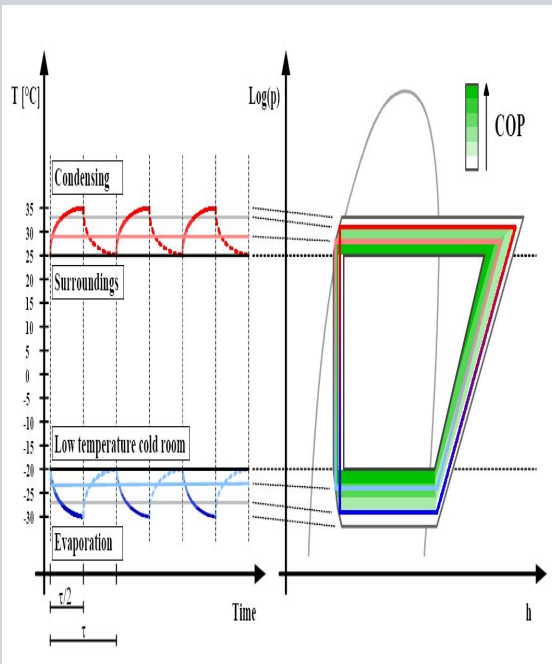 T [°C]
Log(p)
COP
Condensing
35
30
25
Surroundings
20
15
10
5
0
-5
-10
-15
Low temperature cold room
-20
-25
-30
Evaporation
τ/2
Time
h
τ